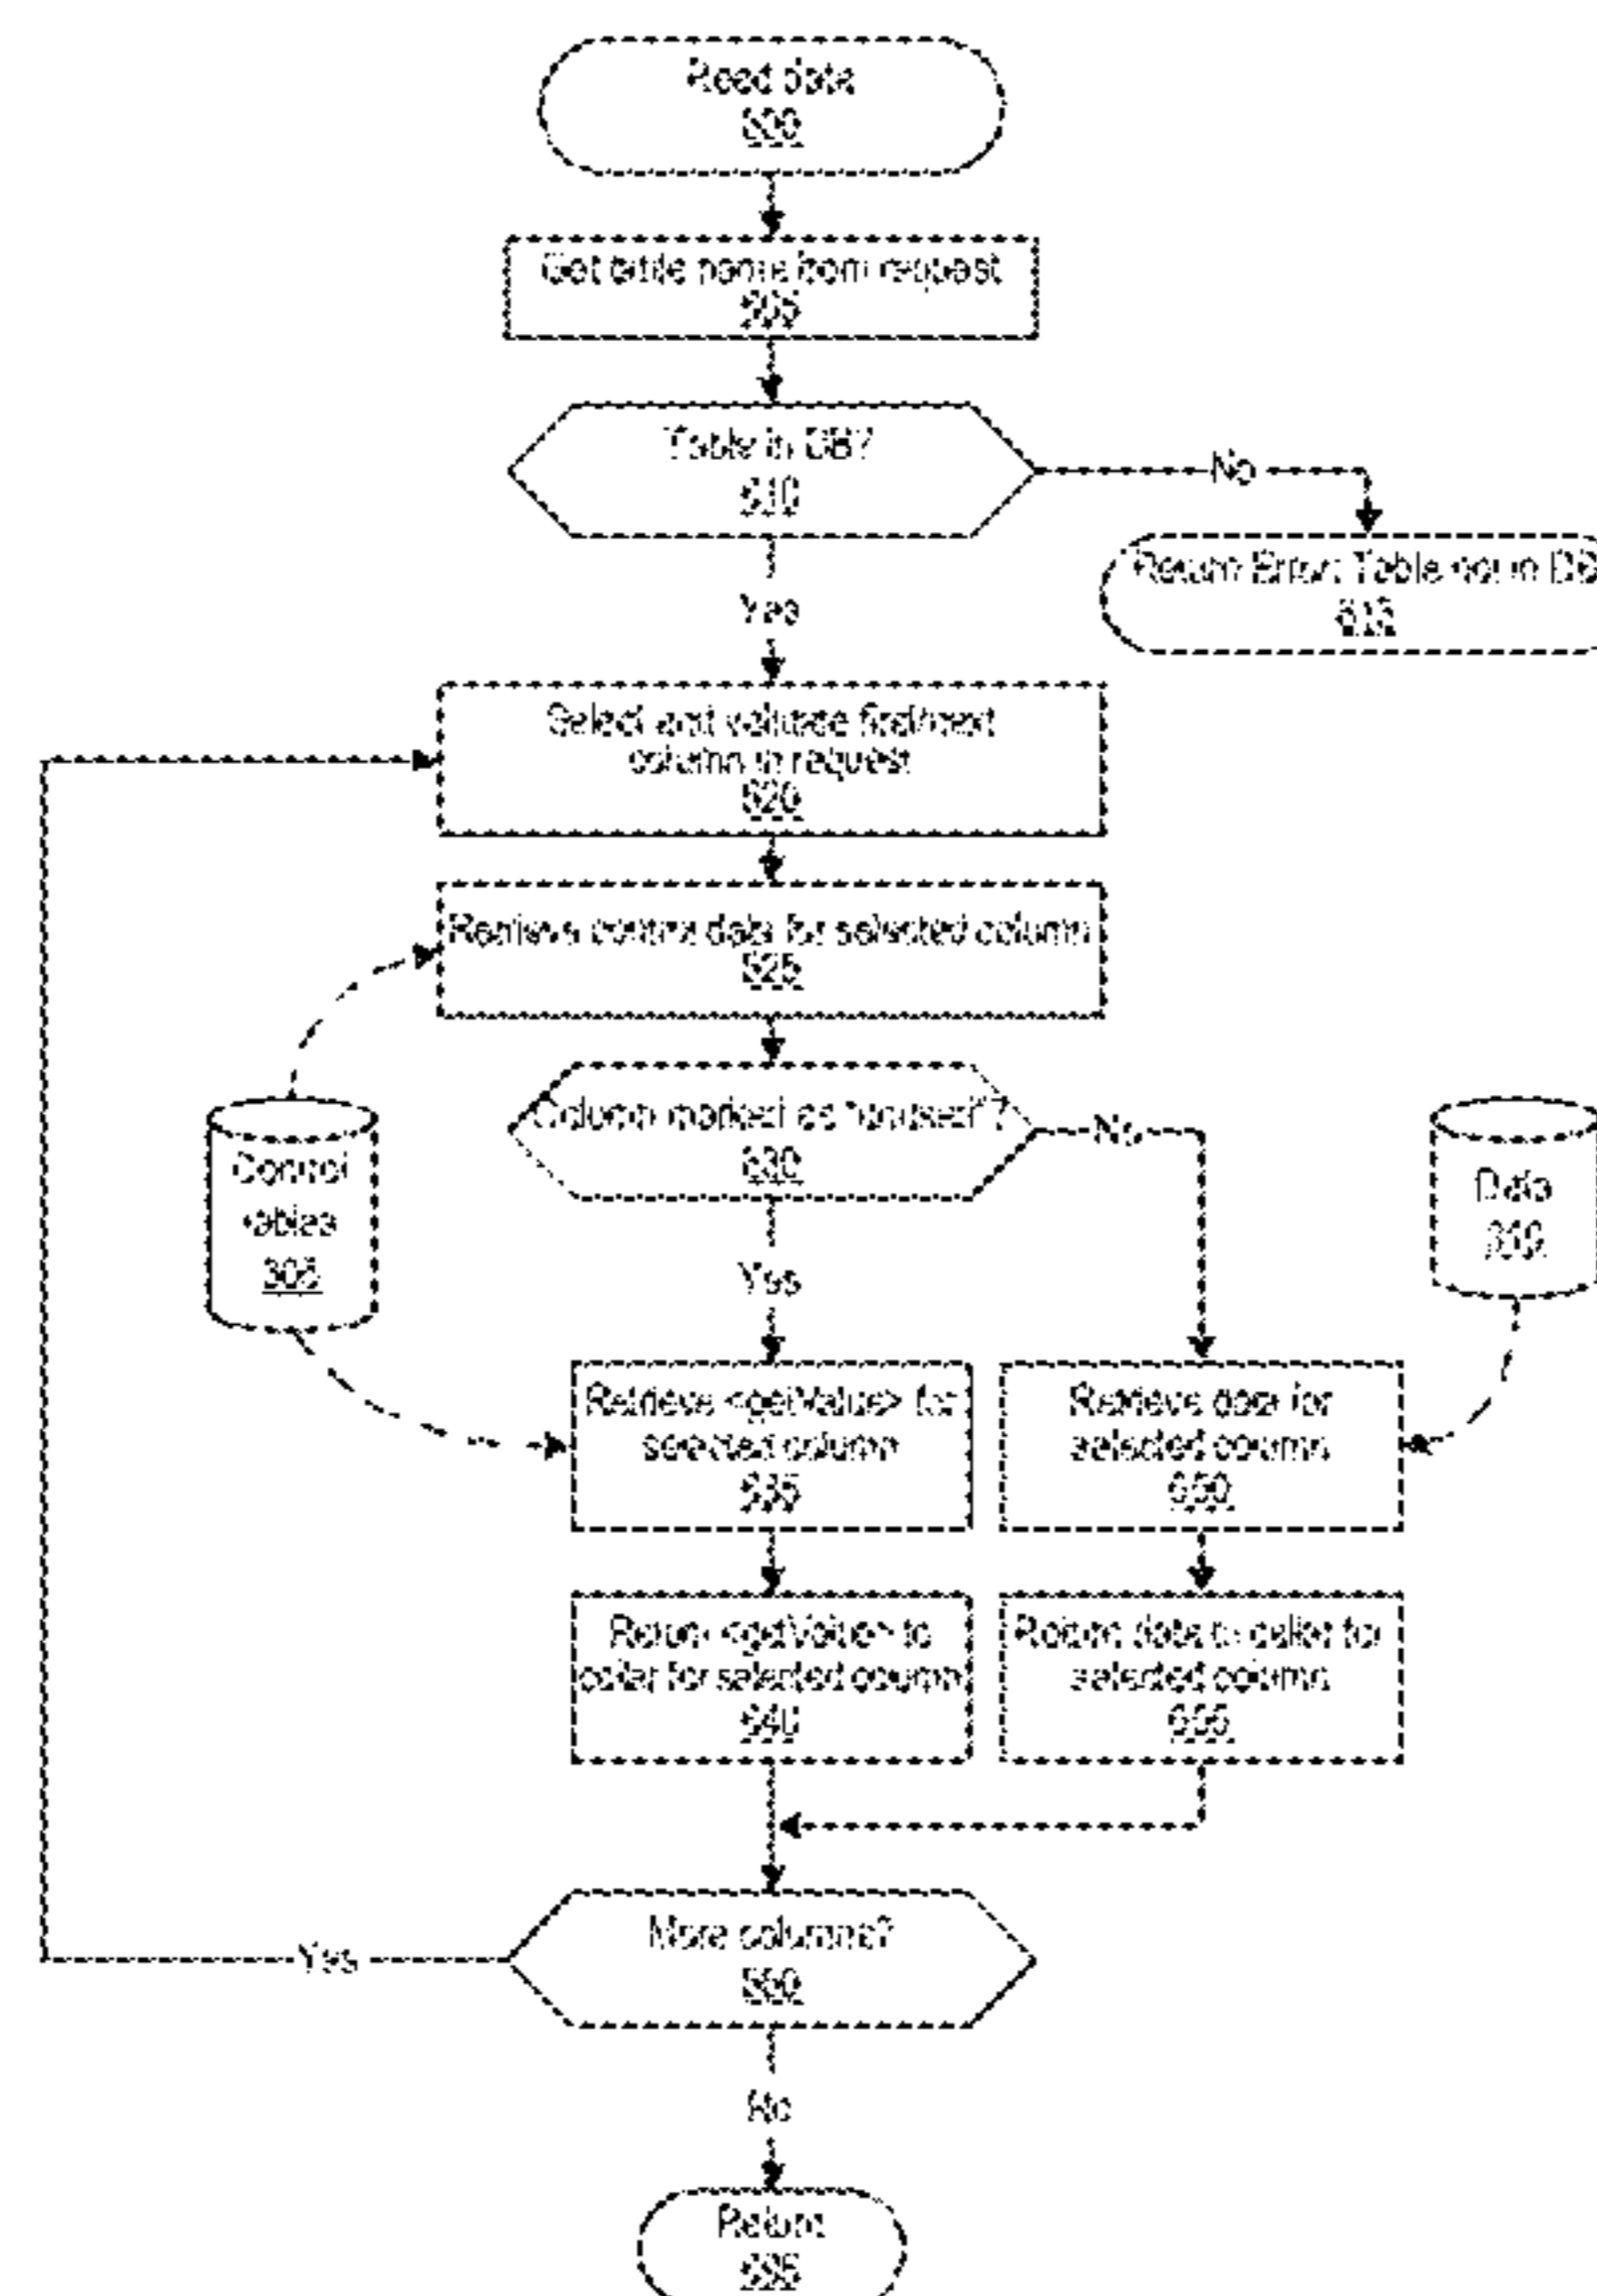 Read data
500
Get table name from request
505
Table in DB?
510
No
Return Error: Table not in DB
515
Yes
Select and validate first/next
column in request
520
Retrieve control data for selected column
525
Column marked as "unused"?
530
No
Control
tables
305
Data
Yes
Retrieve <getValue> for
selected column
535
Retrieve data for
selected column
550
Return <getValue> to
caller for selected column
540
Return data to caller for
selected column
555
More columns?
Yes
No
Return